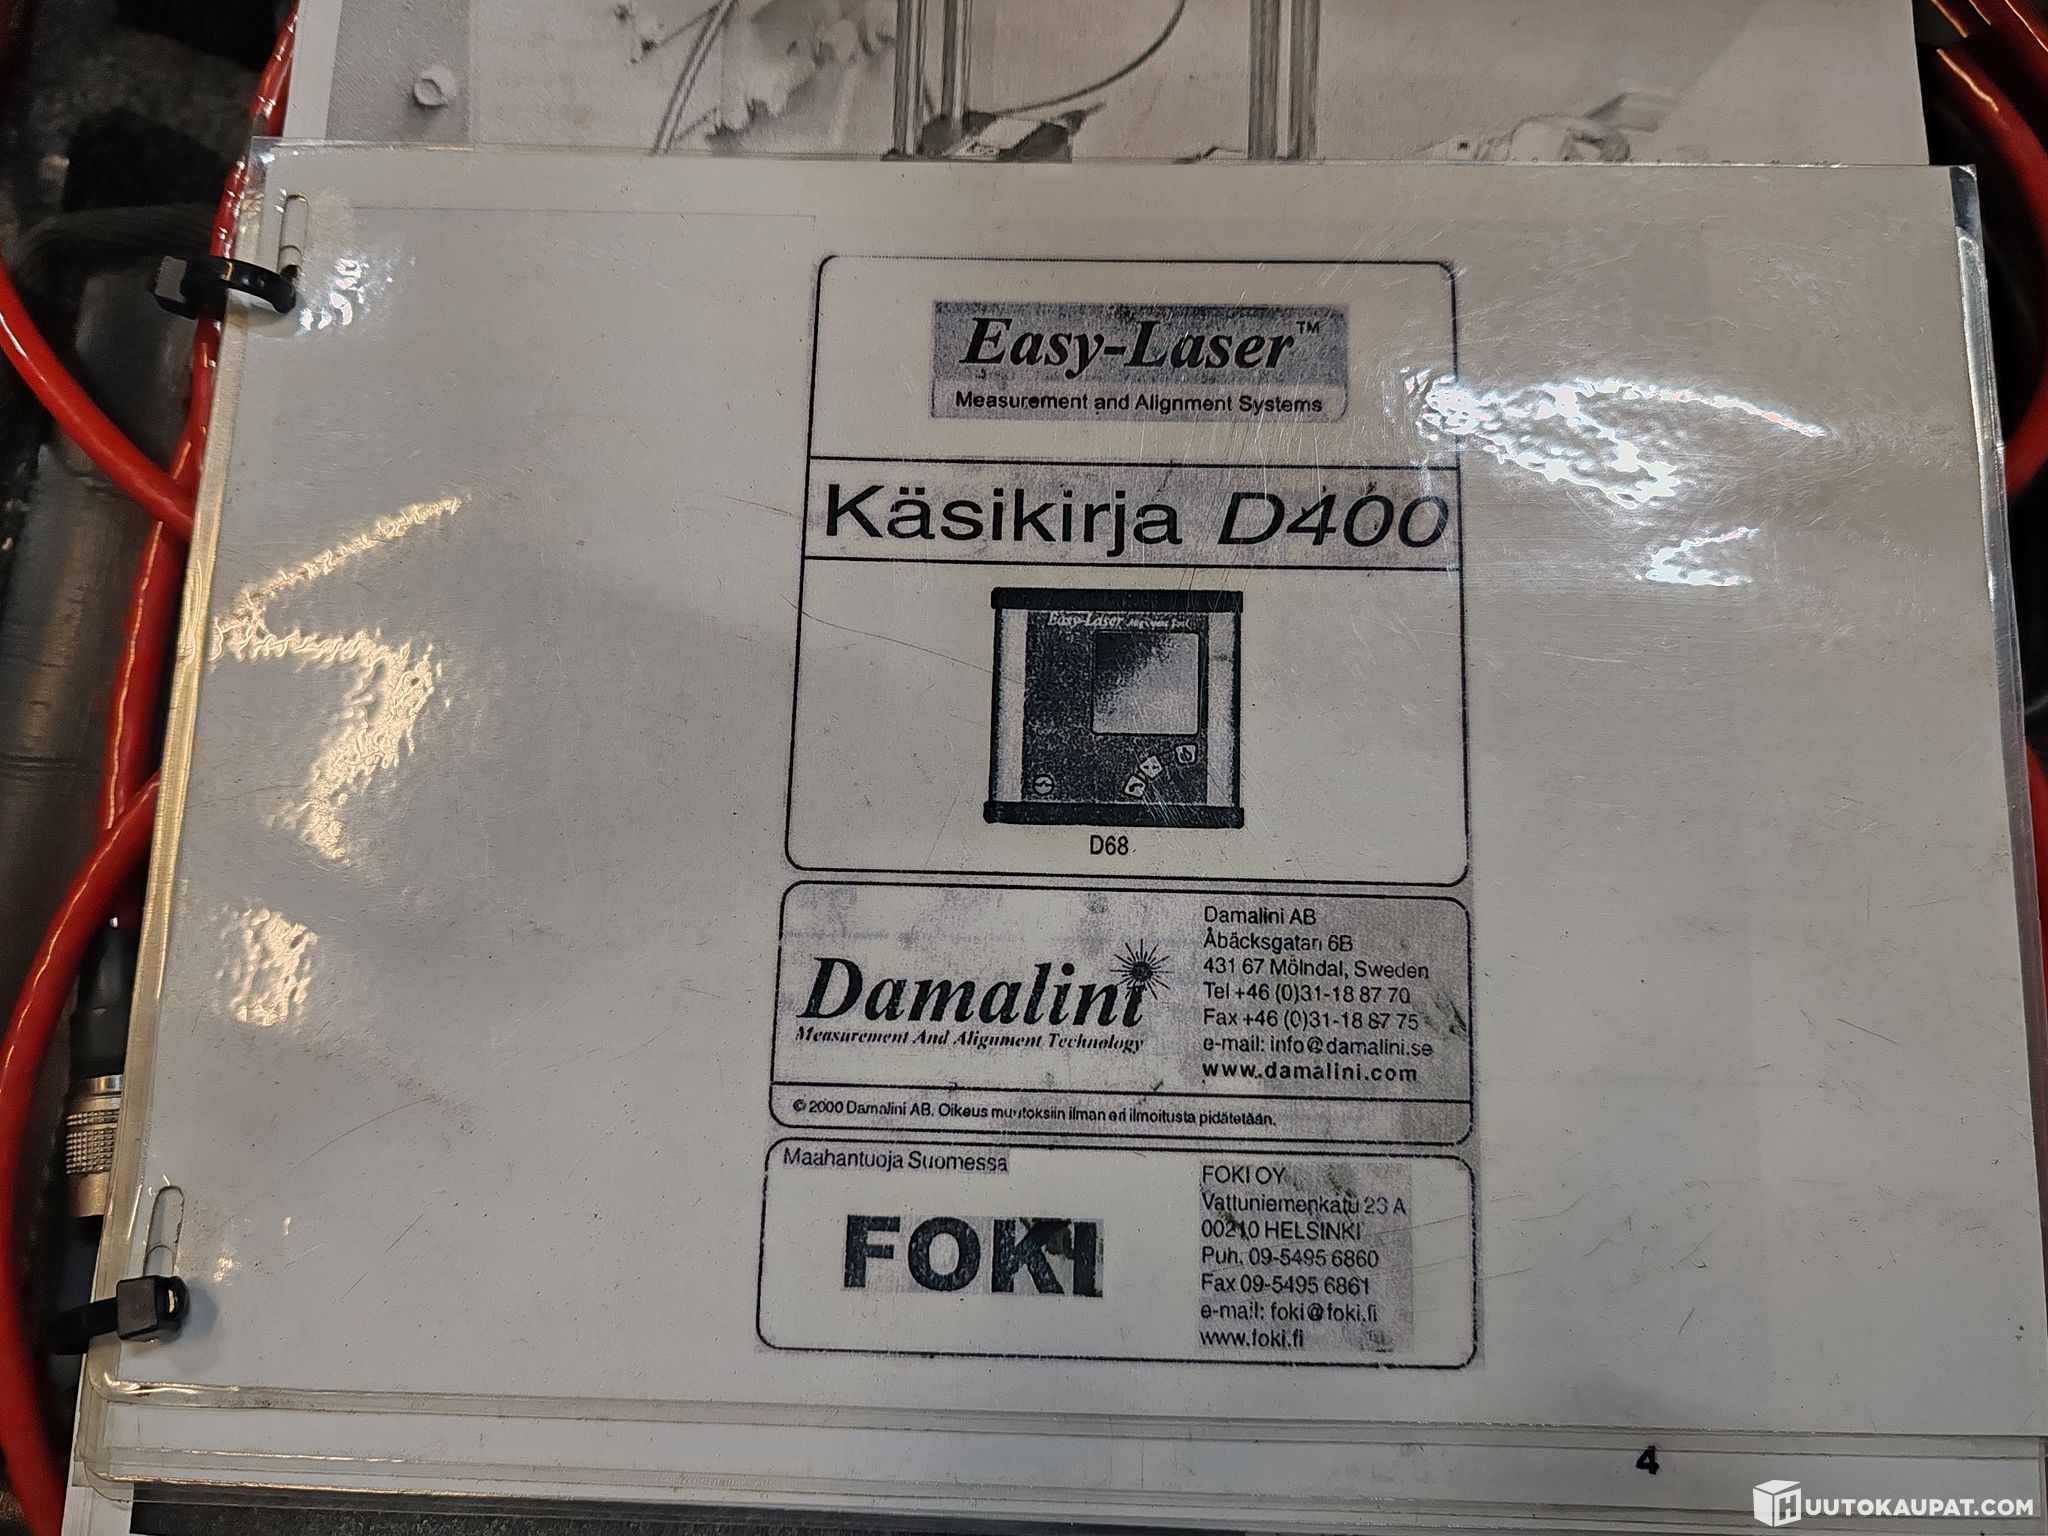 Easy-Laser™
Measurement and Alignment Systems
Käsikirja D400
Easy-Laser
D68
Damalini
Measurement And Alignment Technology
Damalini AB
Åbäcksgatan 6B
431 67 Mölndal, Sweden
Tel +46 (0)31-18 87 70
Fax +46 (0)31-18 87 75
e-mail: info@damalini.se
www.damalini.com
© 2000 Damalini AB. Oikeus muutoksiin ilman eri ilmoitusta pidätetään.
Maahantuoja Suomessa
FOKI
FOKI OY
Vattuniemenkatu 23 A
00210 HELSINKI
Puh. 09-5495 6860
Fax 09-5495 6861
e-mail: foki@foki.fi
www.foki.fi
4
HUUTOKAUPAT.COM